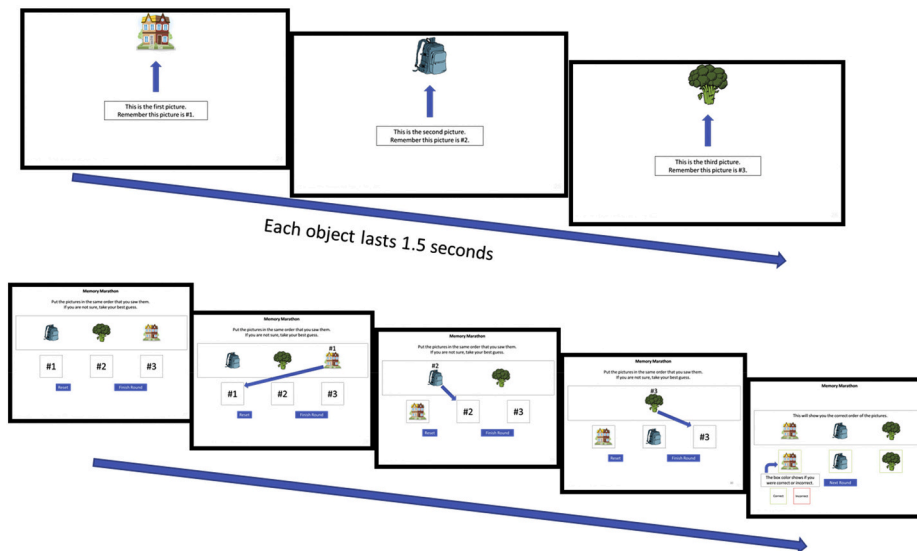 This is the first picture.
Remember this picture is #1.
This is the second picture.
Remember this picture is #2.
This is the third picture.
Remember this picture is #3.
Each object lasts 1.5 seconds
Memory Marathon
Put the pictures in the same order that you saw them.
If you are not sure, take your best guess.
#1 #2 #3
Reset Finish Round
Memory Marathon
Put the pictures in the same order that you saw them.
If you are not sure, take your best guess.
#1
#1 #2 #3
Reset Finish Round
Memory Marathon
Put the pictures in the same order that you saw them.
If you are not sure, take your best guess.
#2
#2 #3
Reset Finish Round
Memory Marathon
Put the pictures in the same order that you saw them.
If you are not sure, take your best guess.
#3
#3
Reset Finish Round
Memory Marathon
This will show you the correct order of the pictures.
The box color shows if you
were correct or incorrect.
Next Round
Correct Incorrect